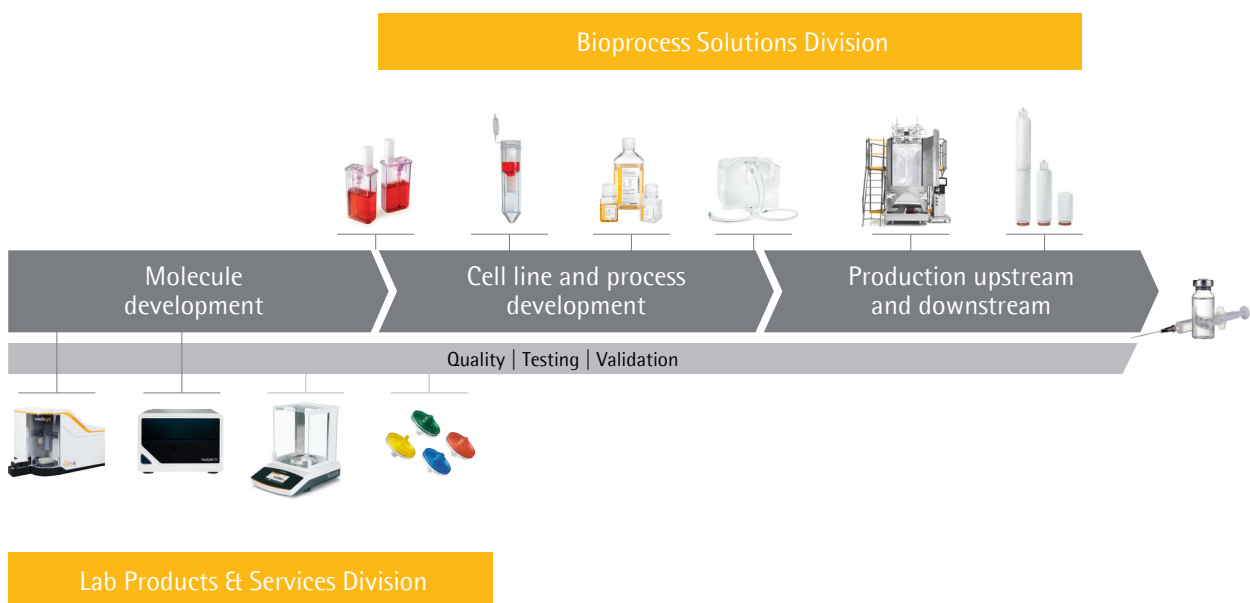 Bioprocess Solutions Division
Molecule
development
Cell line and process
development
Production upstream
and downstream
Quality | Testing | Validation
Lab Products & Services Division